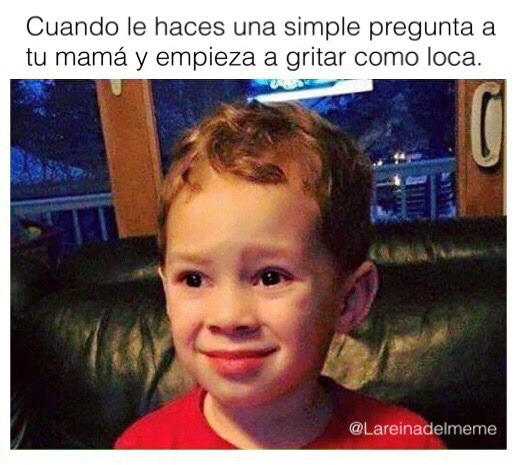 Cuando le haces una simple pregunta a
tu mamá y empieza a gritar como loca.
@Lareinadelmeme